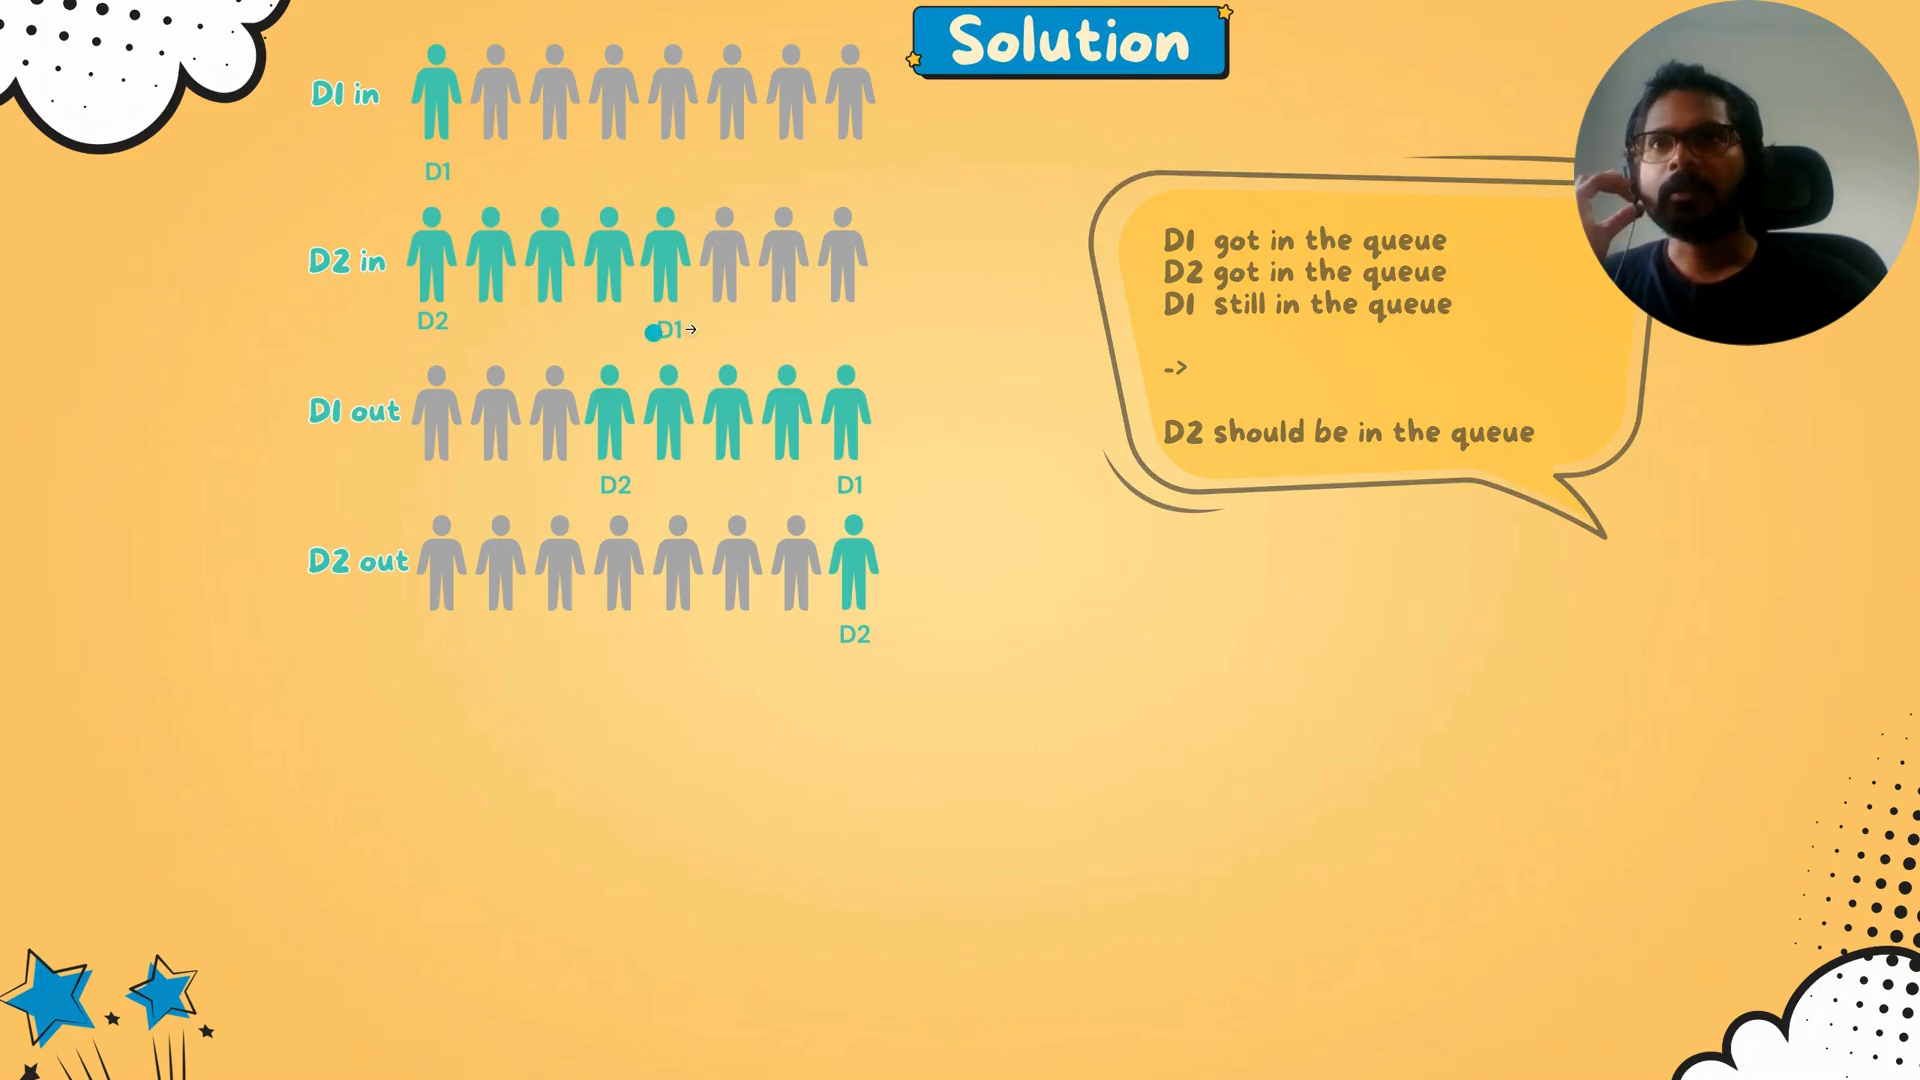 Solution
D1 in
D1
D2 in
D2
D1→
D1 out
D2
D1
D2 out
D2
D1 got in the queue
D2 got in the queue
D1 still in the queue
->
D2 should be in the queue